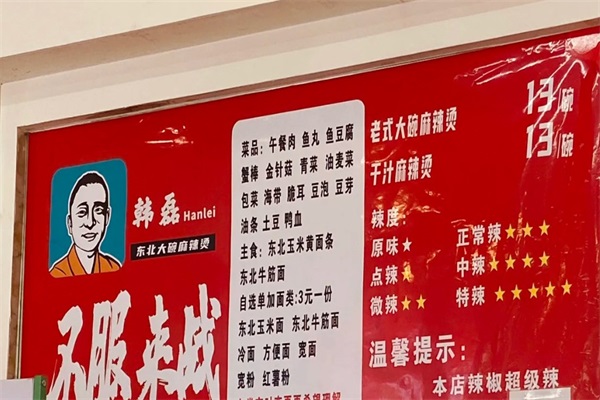 韩磊 Hanlei
东北大碗麻辣烫
不服来战
菜品：午餐肉 鱼丸 鱼豆腐
蟹棒 金针菇 青菜 油麦菜
包菜 海带 脆耳 豆泡 豆芽
油条 土豆 鸭血
主食：东北玉米黄面条
东北牛筋面
自选单加面类:3元一份
东北玉米面 东北牛筋面
冷面 方便面 宽面
宽粉 红薯粉
老式大碗麻辣烫 13/碗
干汁麻辣烫 13/碗
辣度：
原味★ 正常辣★★★
点辣★ 中辣★★★★
微辣★★ 特辣★★★★★
温馨提示：
本店辣椒超级辣